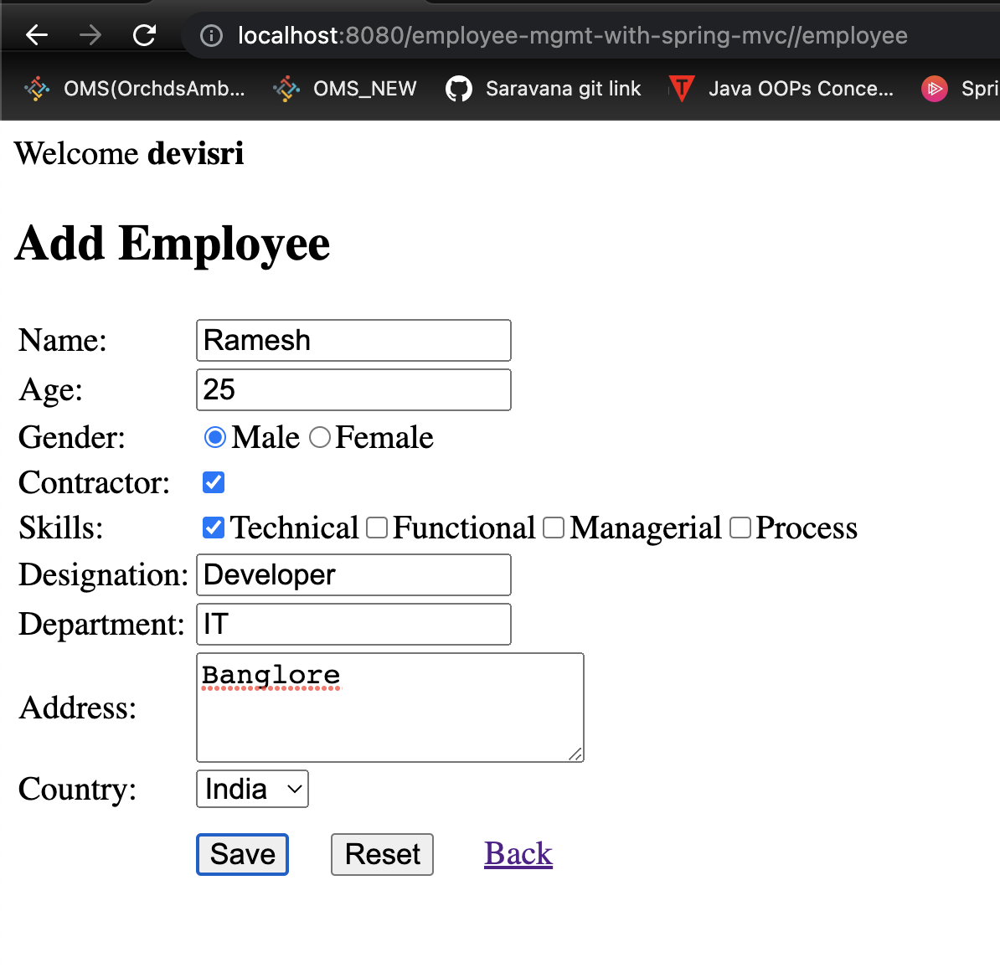 localhost:8080/employee-mgmt-with-spring-mvc//employee
OMS(OrchdsAmb... OMS_NEW Saravana git link Java OOPs Conce... Spri
Welcome devisri
Add Employee
Name: Ramesh
Age: 25
Gender: Male Female
Contractor:
Skills: Technical Functional Managerial Process
Designation: Developer
Department: IT
Address: Banglore
Country: India
Save Reset Back